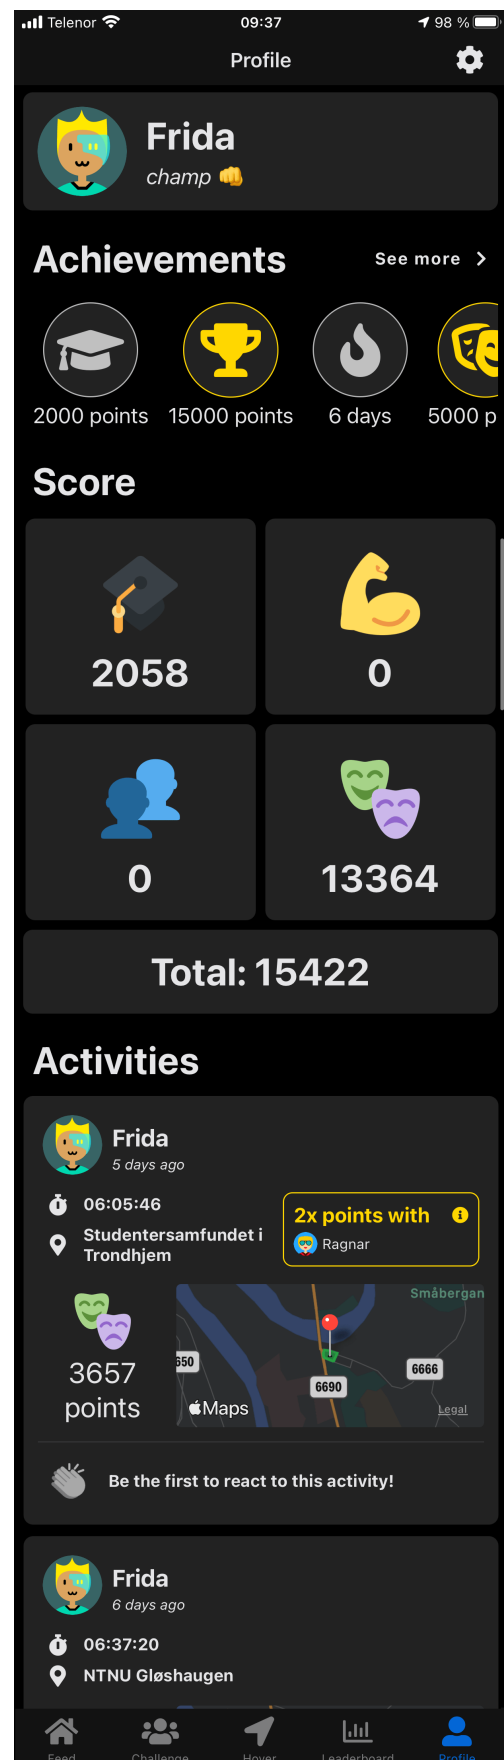 Telenor
09:37
98 %
Profile
Frida
champ 👊
Achievements
See more
2000 points
15000 points
6 days
5000 p
Score
2058
0
0
13364
Total: 15422
Activities
Frida
5 days ago
06:05:46
Studentersamfundet i
Trondhjem
2x points with
Ragnar
3657
points
Småbergan
650
6666
6690
Maps
Legal
Be the first to react to this activity!
Frida
6 days ago
06:37:20
NTNU Gløshaugen
Feed
Challenge
Hover
Leaderboard
Profile